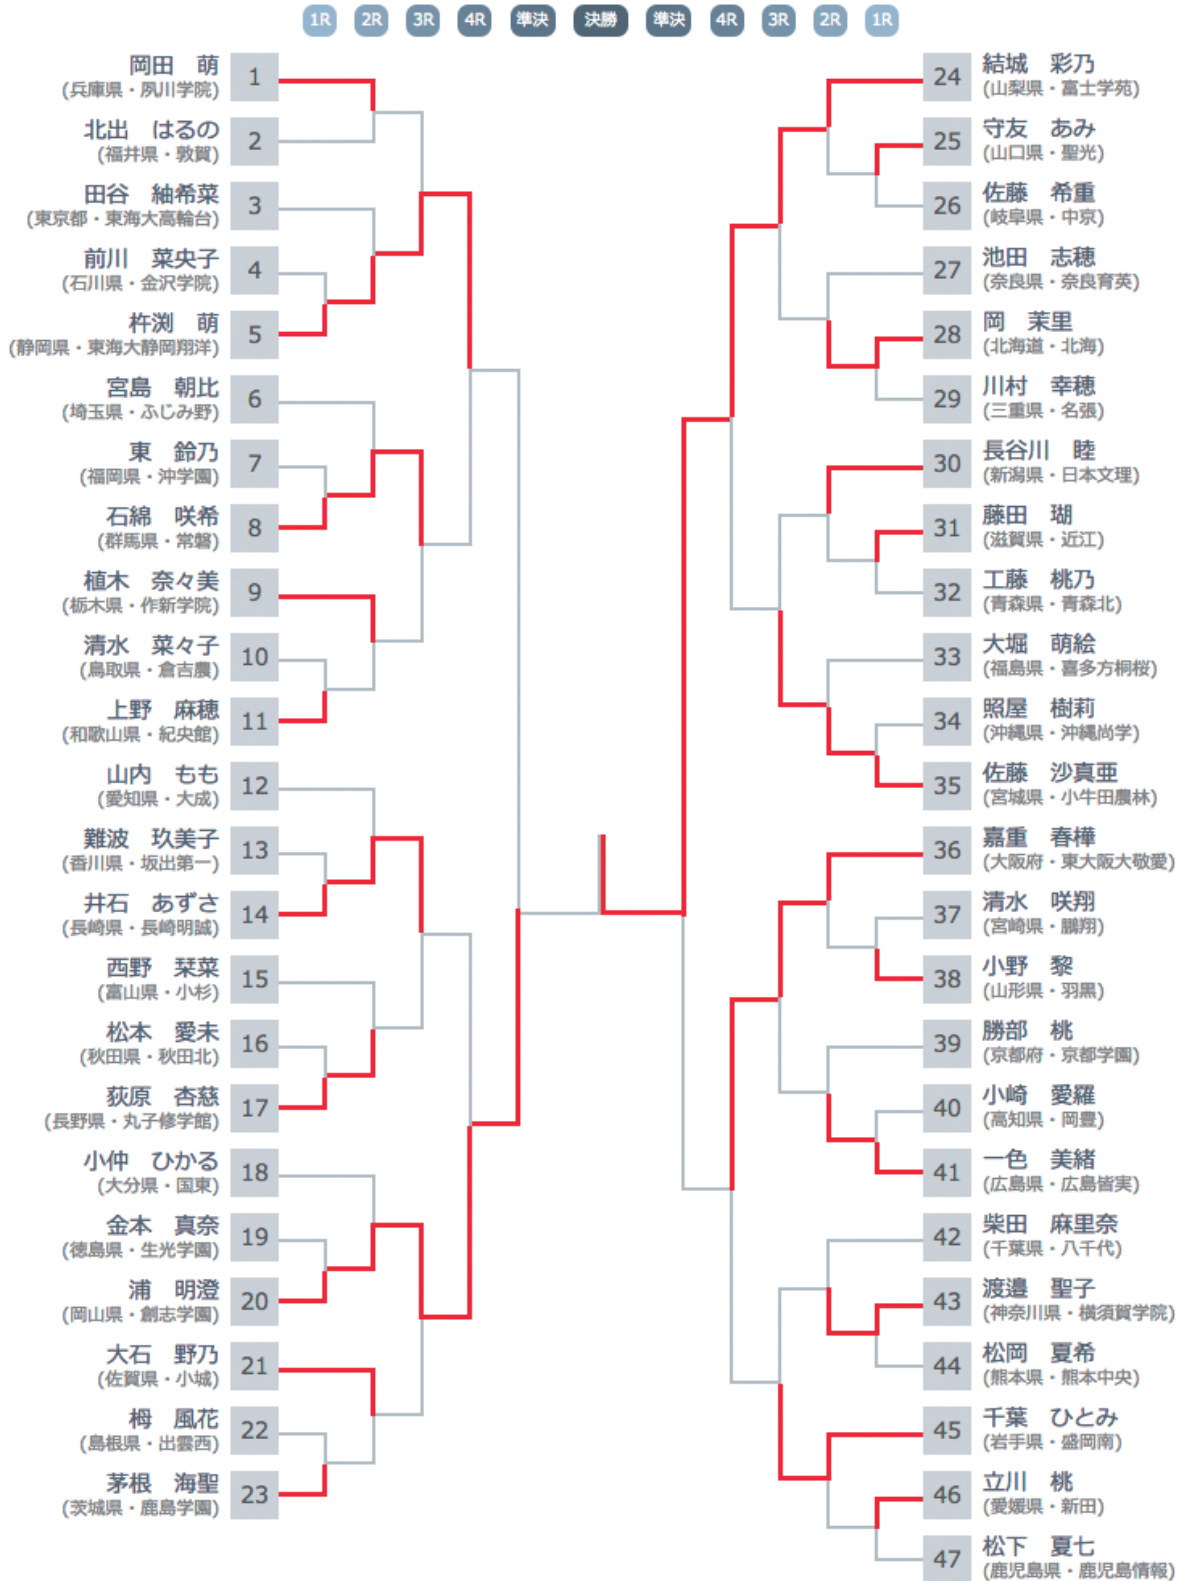 1R 2R 3R 4R 準決 決勝 準決 4R 3R 2R 1R
岡田 萌 1
(兵庫県・夙川学院)
北出 はるの 2
(福井県・敦賀)
田谷 紬希菜 3
(東京都・東海大高輪台)
前川 菜央子 4
(石川県・金沢学院)
杵渕 萌 5
(静岡県・東海大静岡翔洋)
宮島 朝比 6
(埼玉県・ふじみ野)
東 鈴乃 7
(福岡県・沖学園)
石綿 咲希 8
(群馬県・常磐)
植木 奈々美 9
(栃木県・作新学院)
清水 菜々子 10
(鳥取県・倉吉農)
上野 麻穂 11
(和歌山県・紀央館)
山内 もも 12
(愛知県・大成)
難波 玖美子 13
(香川県・坂出第一)
井石 あずさ 14
(長崎県・長崎明誠)
西野 栞菜 15
(富山県・小杉)
松本 愛未 16
(秋田県・秋田北)
荻原 杏慈 17
(長野県・丸子修学館)
小仲 ひかる 18
(大分県・国東)
金本 真奈 19
(徳島県・生光学園)
浦 明澄 20
(岡山県・創志学園)
大石 野乃 21
(佐賀県・小城)
栂 風花 22
(島根県・出雲西)
茅根 海聖 23
(茨城県・鹿島学園)
24 結城 彩乃
(山梨県・富士学苑)
25 守友 あみ
(山口県・聖光)
26 佐藤 希重
(岐阜県・中京)
27 池田 志穂
(奈良県・奈良育英)
28 岡 茉里
(北海道・北海)
29 川村 幸穂
(三重県・名張)
30 長谷川 睦
(新潟県・日本文理)
31 藤田 瑚
(滋賀県・近江)
32 工藤 桃乃
(青森県・青森北)
33 大堀 萌絵
(福島県・喜多方桐桜)
34 照屋 樹莉
(沖縄県・沖縄尚学)
35 佐藤 沙真亜
(宮城県・小牛田農林)
36 嘉重 春樺
(大阪府・東大阪大敬愛)
37 清水 咲翔
(宮崎県・鵬翔)
38 小野 黎
(山形県・羽黒)
39 勝部 桃
(京都府・京都学園)
40 小崎 愛羅
(高知県・岡豊)
41 一色 美緒
(広島県・広島皆実)
42 柴田 麻里奈
(千葉県・八千代)
43 渡邉 聖子
(神奈川県・横須賀学院)
44 松岡 夏希
(熊本県・熊本中央)
45 千葉 ひとみ
(岩手県・盛岡南)
46 立川 桃
(愛媛県・新田)
47 松下 夏七
(鹿児島県・鹿児島情報)